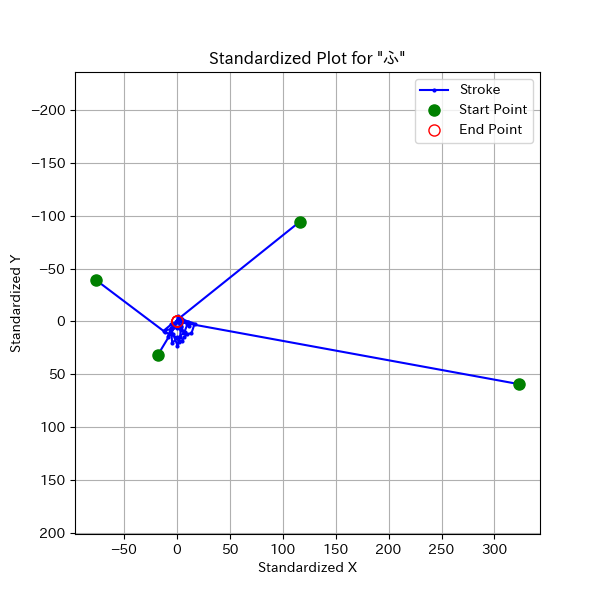 Standardized Plot for "ふ"
Stroke
Start Point
End Point
Standardized Y
−200
−150
−100
−50
0
50
100
150
200
−50 0 50 100 150 200 250 300
Standardized X